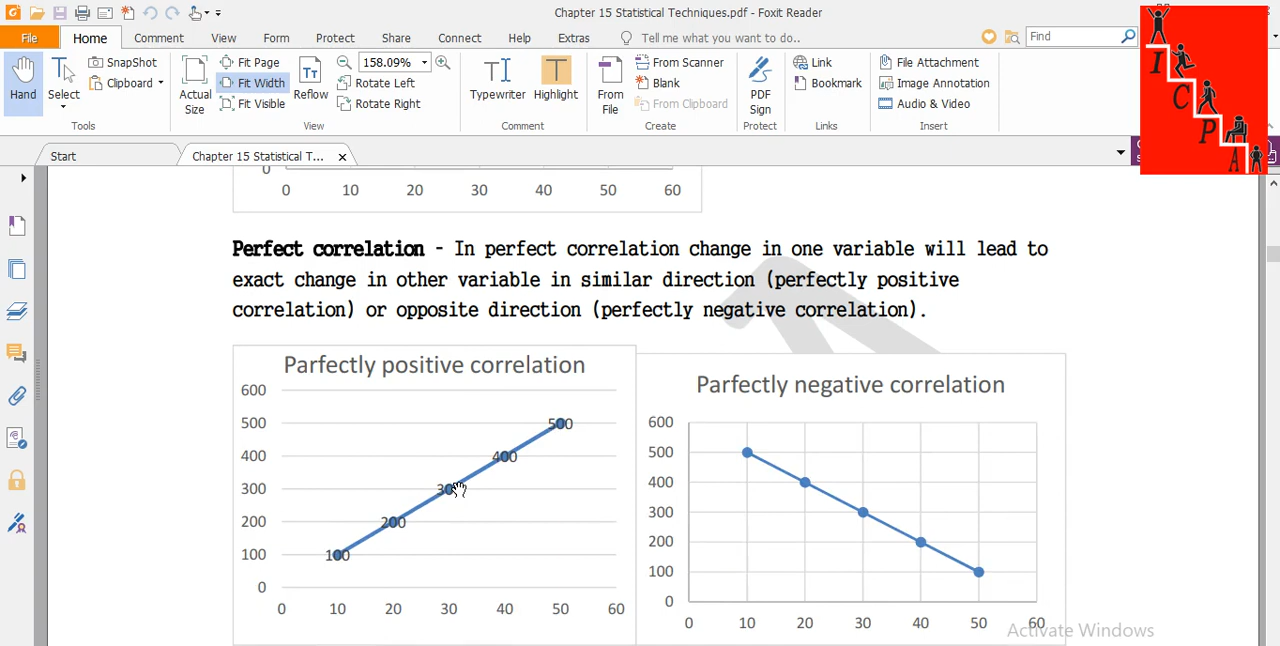 Chapter 15 Statistical Techniques.pdf - Foxit Reader
File Home Comment View Form Protect Share Connect Help Extras Tell me what you want to do.. Find
Hand Select SnapShot Clipboard Actual Size Fit Page Fit Width Fit Visible Reflow 158.09% Rotate Left Rotate Right Typewriter Highlight From File From Scanner Blank From Clipboard PDF Sign Link Bookmark File Attachment Image Annotation Audio & Video
Tools View Comment Create Protect Links Insert
I
C
P
A
Start Chapter 15 Statistical T...
0
0 10 20 30 40 50 60
Perfect correlation - In perfect correlation change in one variable will lead to
exact change in other variable in similar direction (perfectly positive
correlation) or opposite direction (perfectly negative correlation).
Parfectly positive correlation
600
500
400
300
200
100
0
100 200 400 500
0 10 20 30 40 50 60
Parfectly negative correlation
600
500
400
300
200
100
0
0 10 20 30 40 50 60
Activate Windows